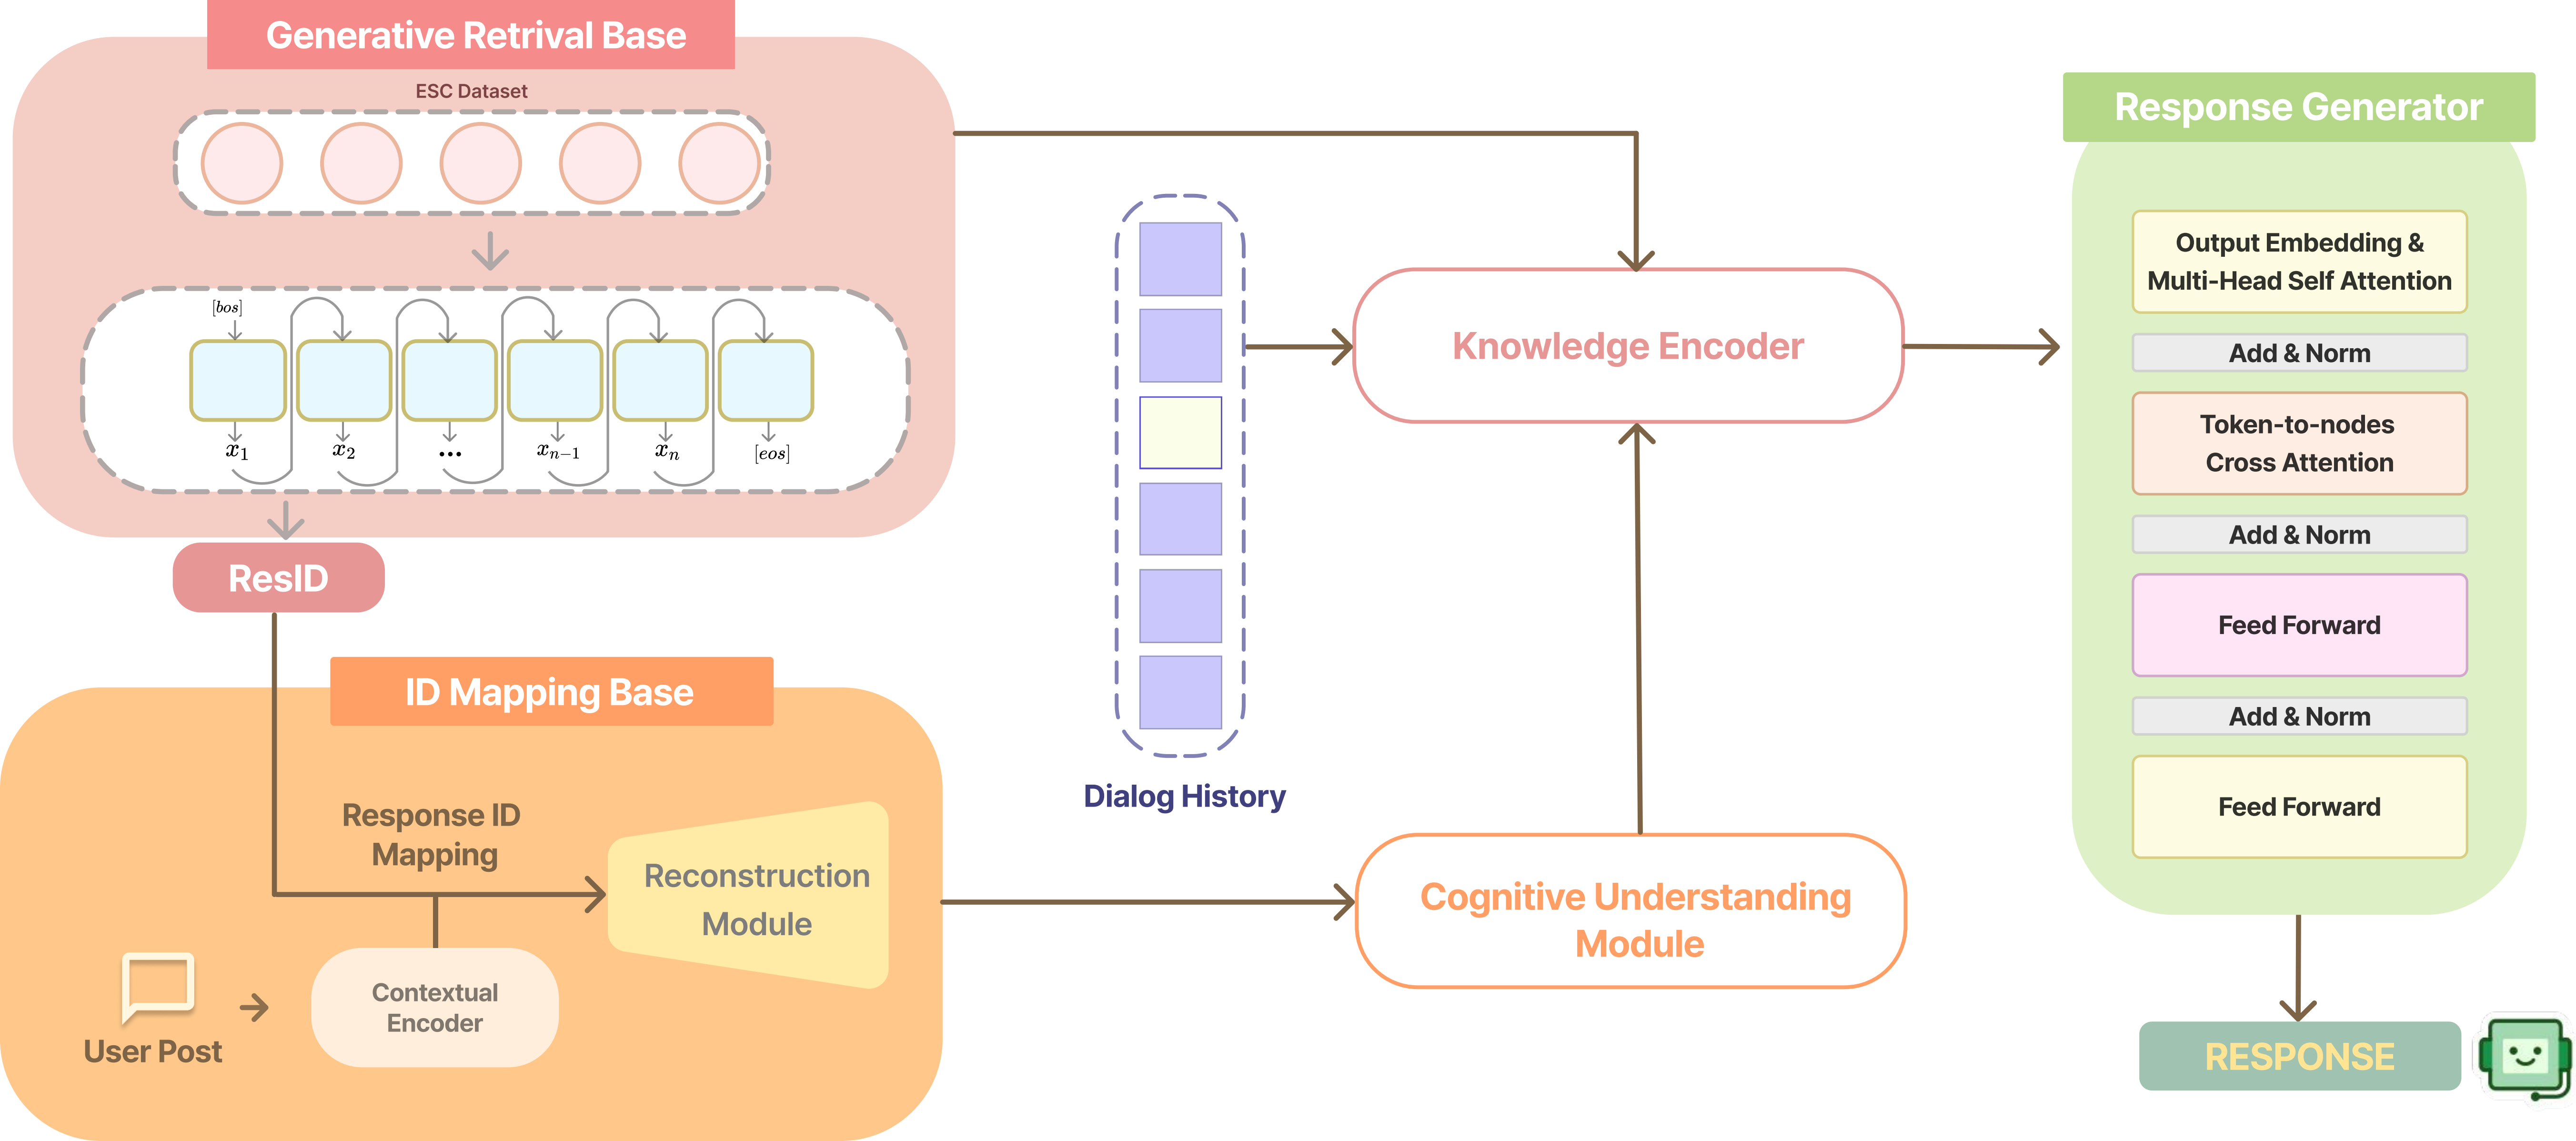 Generative Retrival Base
ESC Dataset
[bos]
x1
x2
...
xn−1
xn
[eos]
ResID
ID Mapping Base
Response ID
Mapping
Reconstruction
Module
Contextual
Encoder
User Post
Dialog History
Knowledge Encoder
Cognitive Understanding
Module
Response Generator
Output Embedding &
Multi-Head Self Attention
Add & Norm
Token-to-nodes
Cross Attention
Add & Norm
Feed Forward
Add & Norm
Feed Forward
RESPONSE